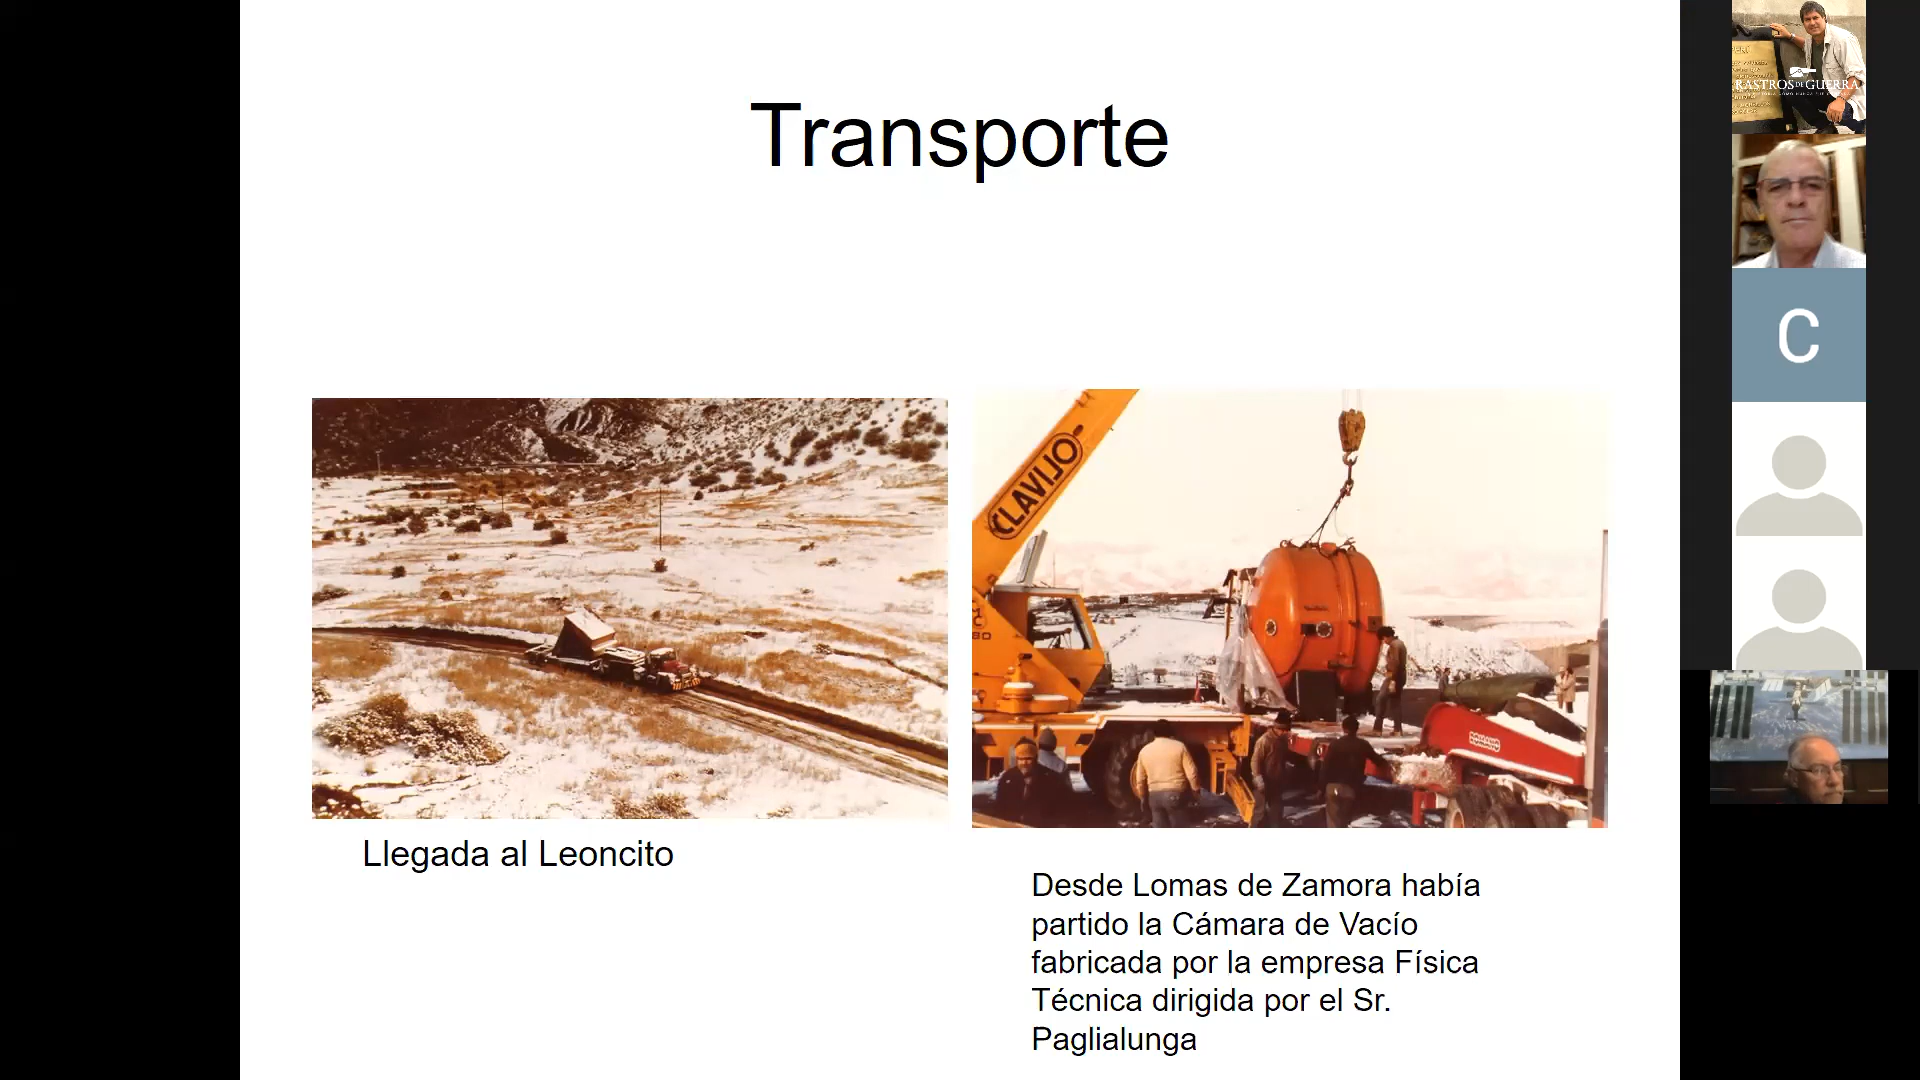 Transporte
CLAVIJO
Llegada al Leoncito
Desde Lomas de Zamora había
partido la Cámara de Vacío
fabricada por la empresa Física
Técnica dirigida por el Sr.
Paglialunga
RASTROS DE GUERRA
C